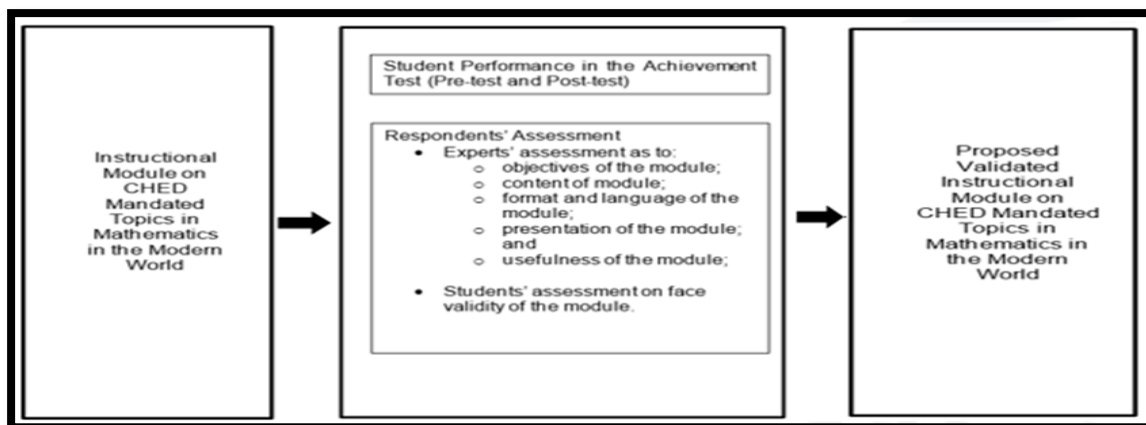 Instructional
Module on
CHED
Mandated
Topics in
Mathematics
in the Modern
World
Student Performance in the Achievement
Test (Pre-test and Post-test)
Respondents' Assessment
• Experts' assessment as to:
o objectives of the module;
o content of module;
o format and language of the
module;
o presentation of the module;
and
o usefulness of the module;
• Students' assessment on face
validity of the module.
Proposed
Validated
Instructional
Module on
CHED Mandated
Topics in
Mathematics in
the Modern
World